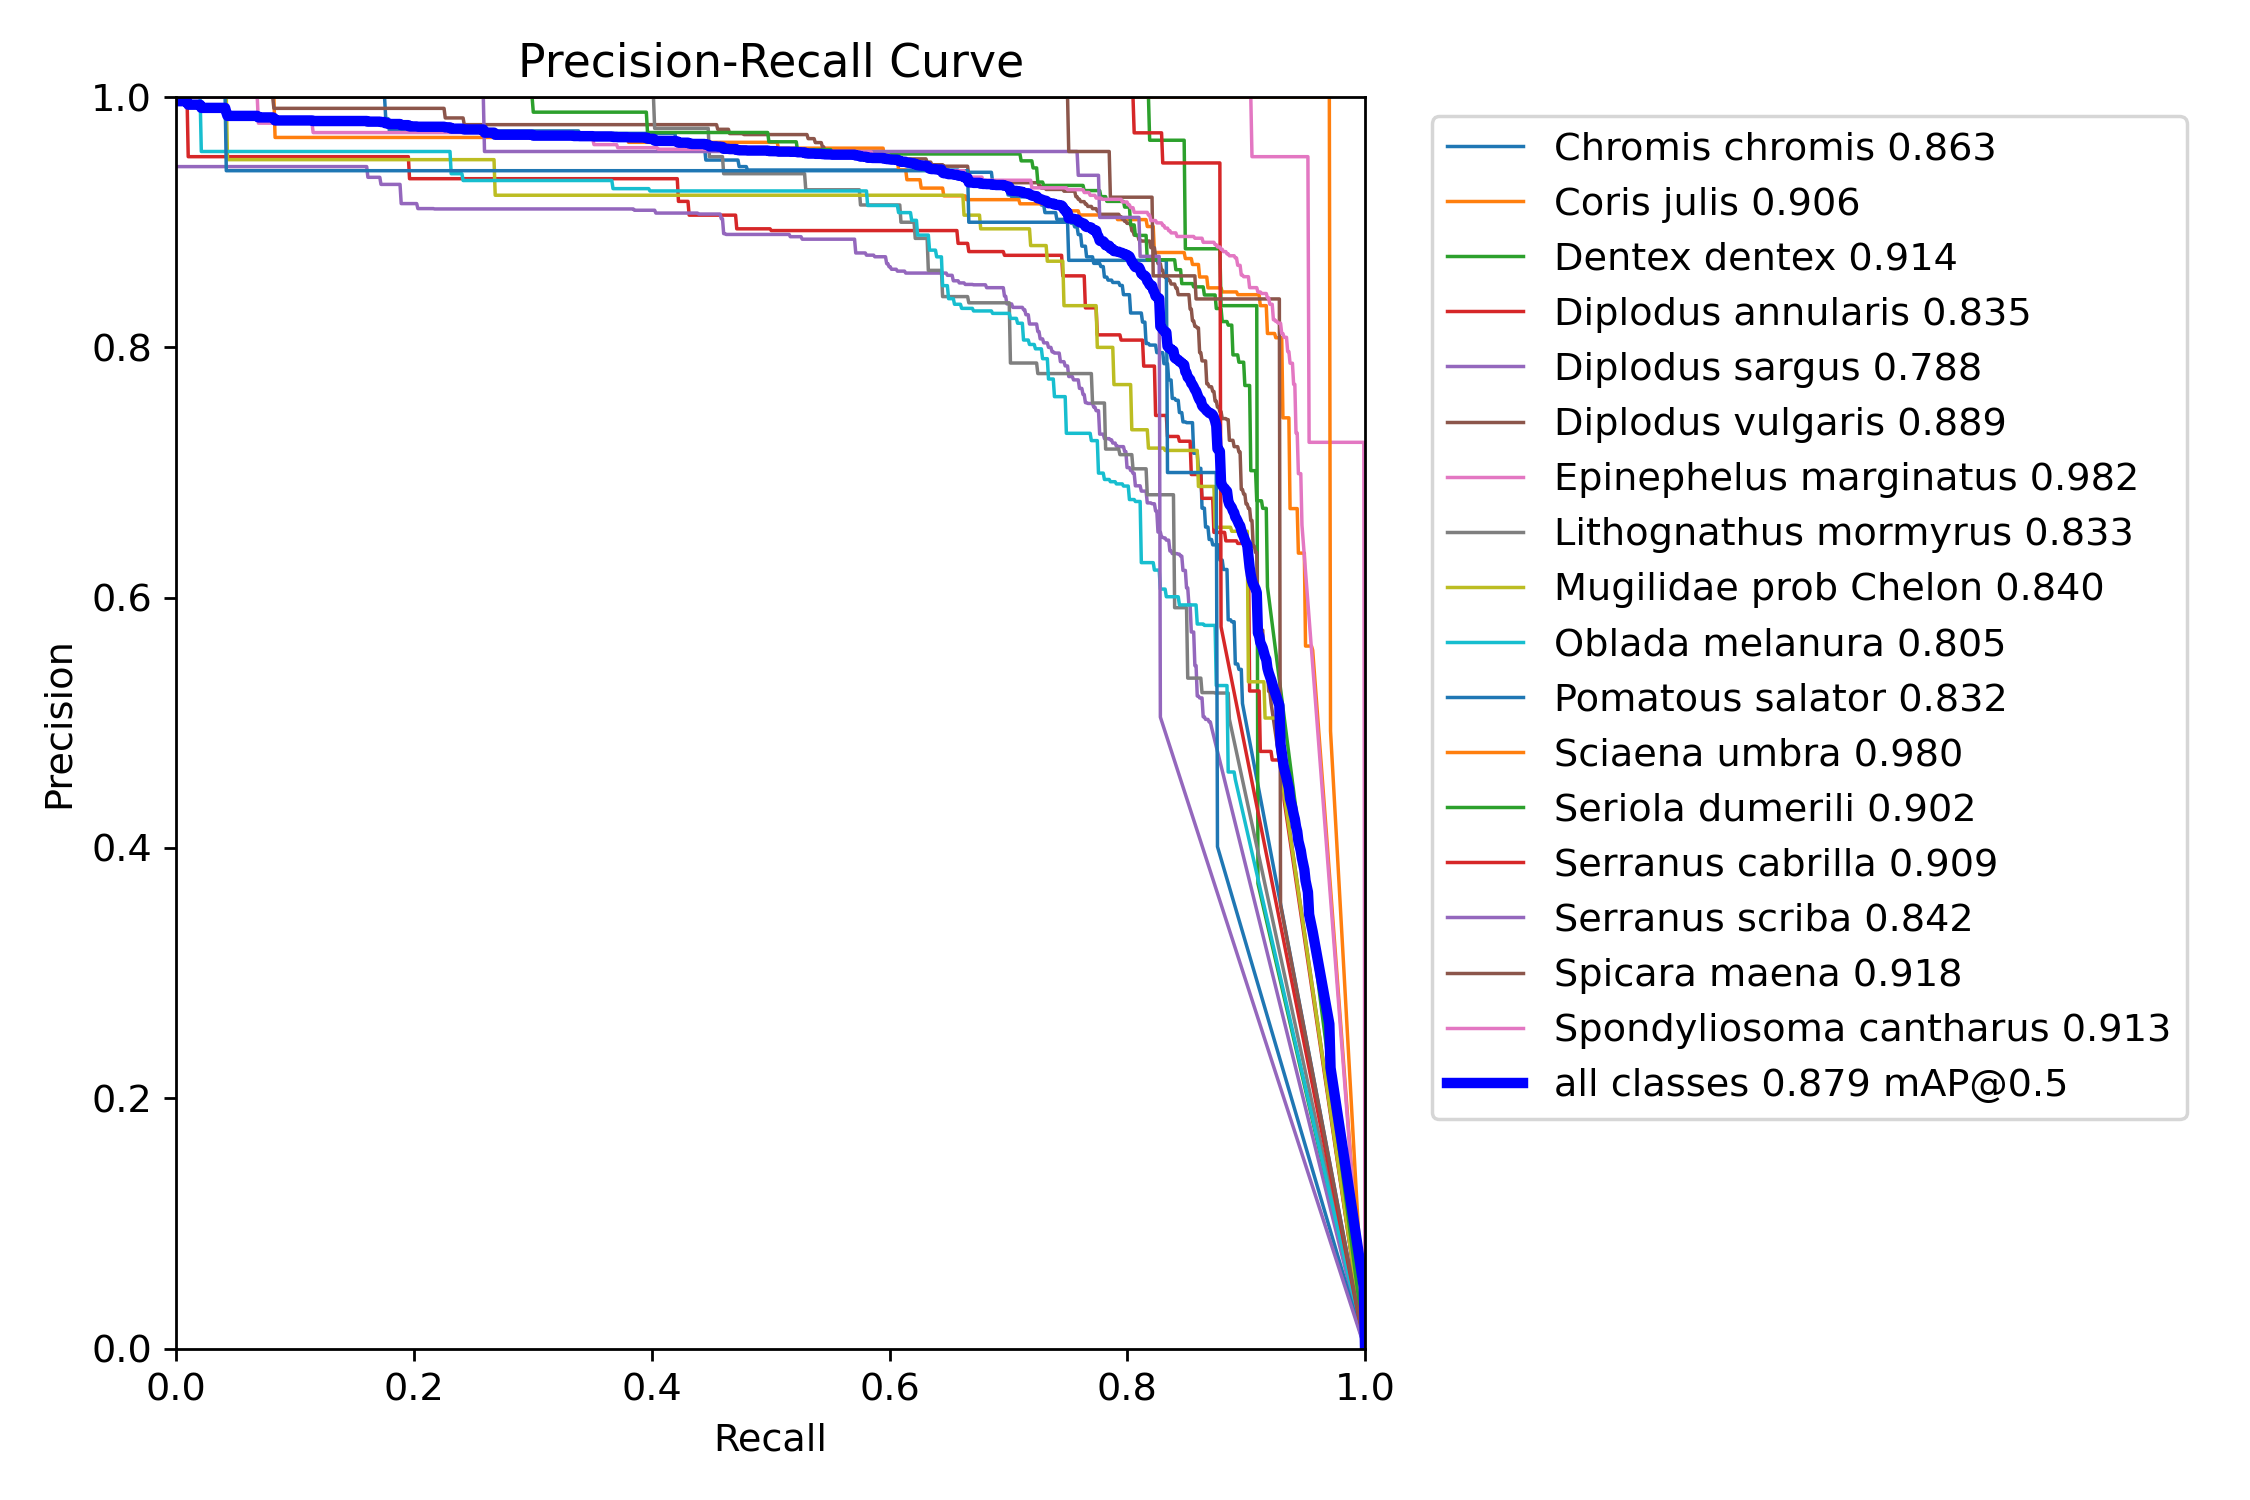 Precision-Recall Curve
1.0
0.8
0.6
0.4
0.2
0.0
Precision
0.0 0.2 0.4 0.6 0.8 1.0
Recall
Chromis chromis 0.863
Coris julis 0.906
Dentex dentex 0.914
Diplodus annularis 0.835
Diplodus sargus 0.788
Diplodus vulgaris 0.889
Epinephelus marginatus 0.982
Lithognathus mormyrus 0.833
Mugilidae prob Chelon 0.840
Oblada melanura 0.805
Pomatous salator 0.832
Sciaena umbra 0.980
Seriola dumerili 0.902
Serranus cabrilla 0.909
Serranus scriba 0.842
Spicara maena 0.918
Spondyliosoma cantharus 0.913
all classes 0.879 mAP@0.5